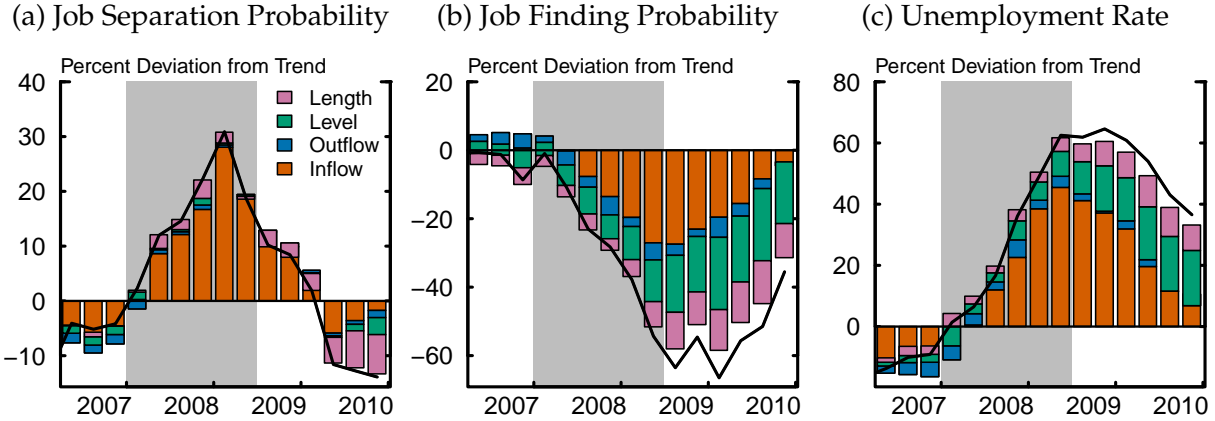 (a) Job Separation Probability
Percent Deviation from Trend
40
30
20
10
0
−10
Length
Level
Outflow
Inflow
2007 2008 2009 2010
(b) Job Finding Probability
Percent Deviation from Trend
20
0
−20
−40
−60
2007 2008 2009 2010
(c) Unemployment Rate
Percent Deviation from Trend
80
60
40
20
0
2007 2008 2009 2010